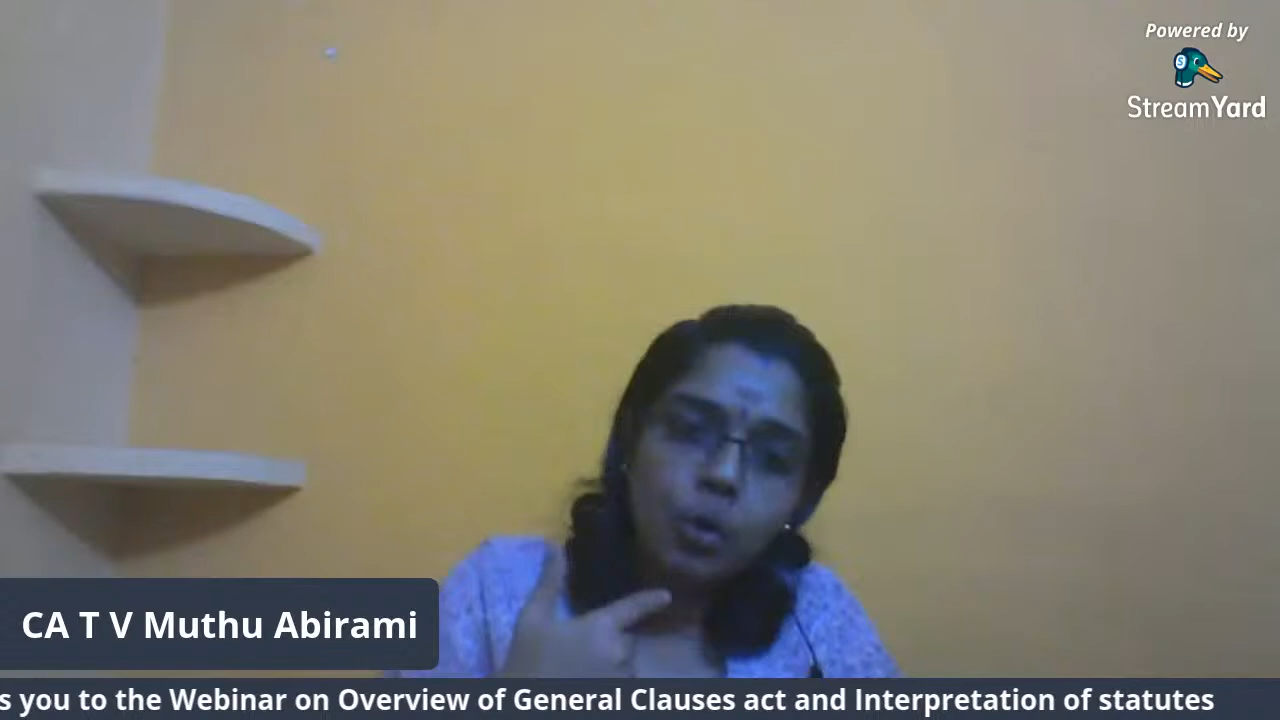 Powered by
StreamYard
CA T V Muthu Abirami
s you to the Webinar on Overview of General Clauses act and Interpretation of statutes